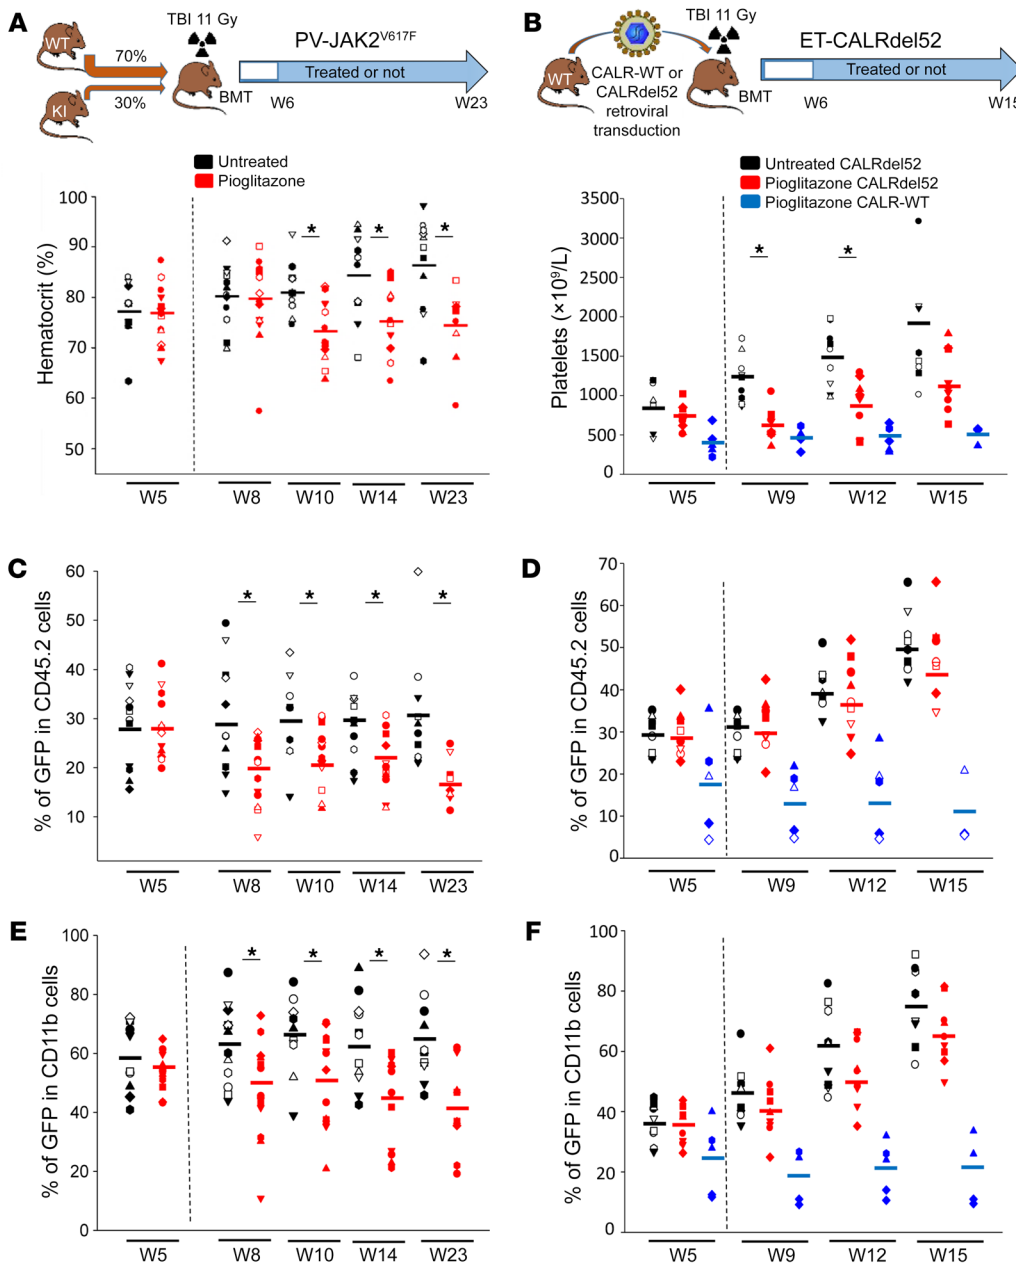 A
WT
70%
KI
30%
TBI 11 Gy
BMT
PV-JAK2V617F
Treated or not
W6
W23
Untreated
Pioglitazone
Hematocrit (%)
100
90
80
70
60
50
* * *
W5 W8 W10 W14 W23
B
WT
CALR-WT or
CALRdel52
retroviral
transduction
TBI 11 Gy
BMT
ET-CALRdel52
Treated or not
W6
W15
Untreated CALRdel52
Pioglitazone CALRdel52
Pioglitazone CALR-WT
Platelets (×10⁹/L)
3500
3000
2500
2000
1500
1000
500
0
* *
W5 W9 W12 W15
C
% of GFP in CD45.2 cells
60
50
40
30
20
10
* * * *
W5 W8 W10 W14 W23
D
% of GFP in CD45.2 cells
70
60
50
40
30
20
10
0
W5 W9 W12 W15
E
% of GFP in CD11b cells
100
80
60
40
20
0
* * * *
W5 W8 W10 W14 W23
F
% of GFP in CD11b cells
100
80
60
40
20
0
W5 W9 W12 W15